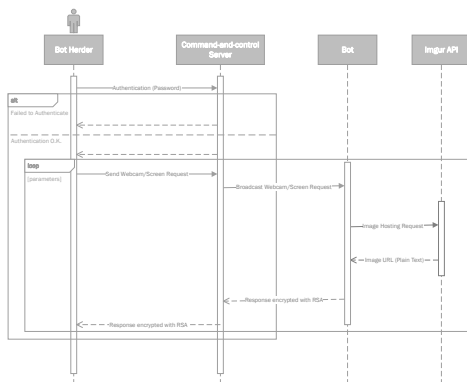 Bot Herder
Command-and-control
Server
Bot
Imgur API
Authentication (Password)
alt
Failed to Authenticate
Authentication O.K.
loop
[parameters]
Send Webcam/Screen Request
Broadcast Webcam/Screen Request
Image Hosting Request
Image URL (Plain Text)
Response encrypted with RSA
Response encrypted with RSA